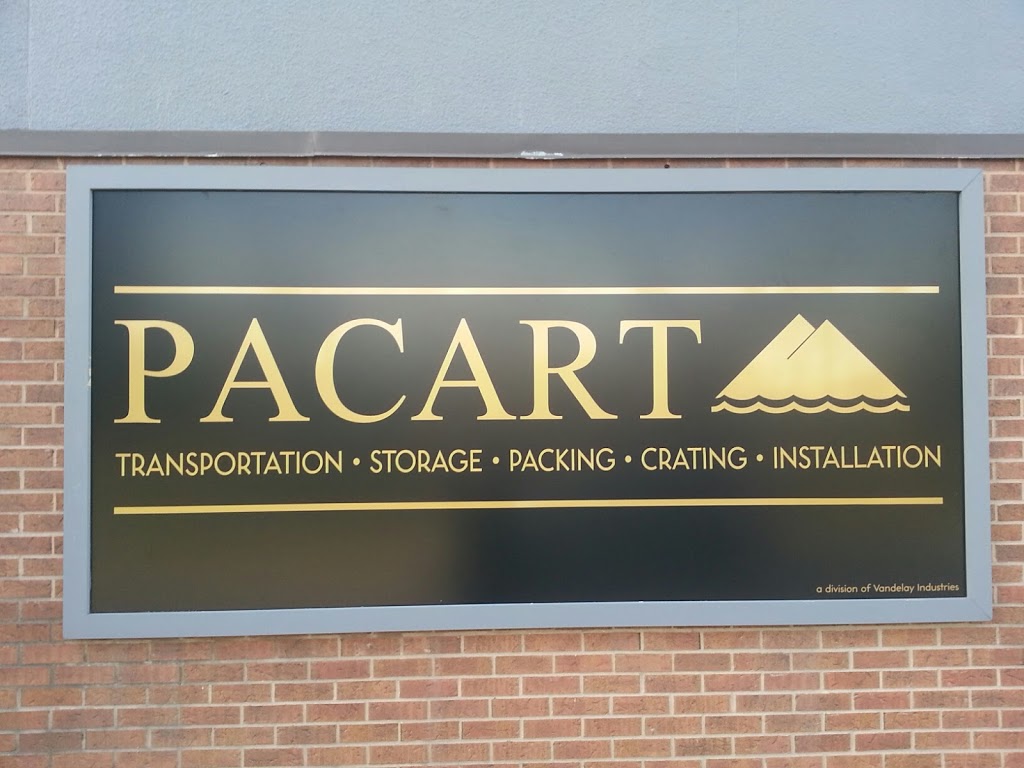 PACART
TRANSPORTATION • STORAGE • PACKING • CRATING • INSTALLATION
a division of Vandelay Industries